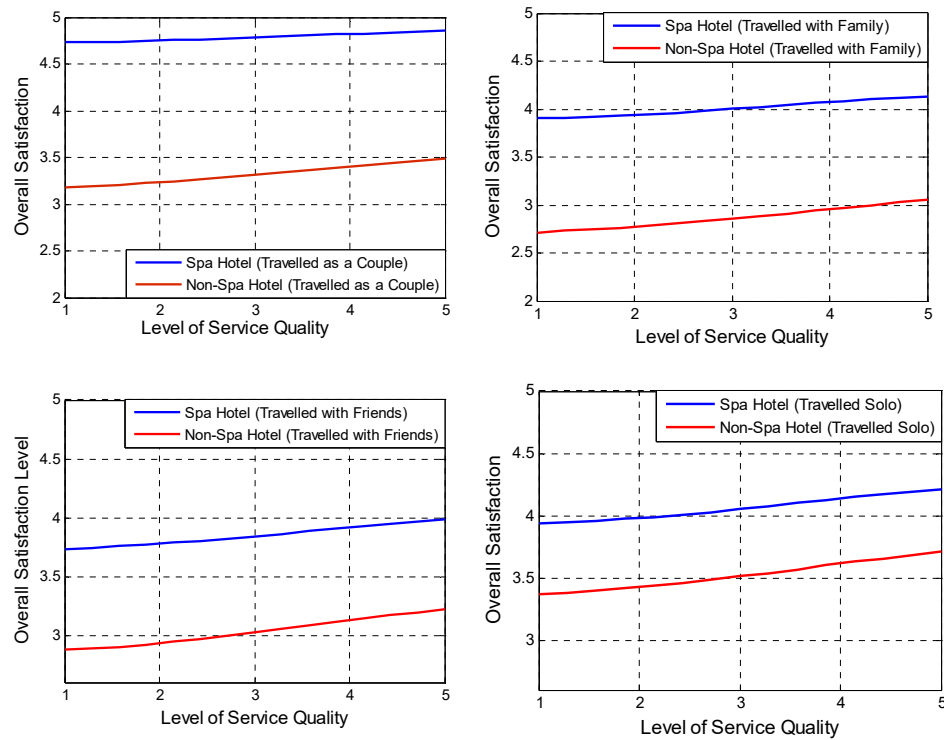 5
4.5
4
3.5
3
2.5
2
Overall Satisfaction
Spa Hotel (Travelled as a Couple)
Non-Spa Hotel (Travelled as a Couple)
1 2 3 4 5
Level of Service Quality
5
4.5
4
3.5
3
2.5
2
Overall Satisfaction
Spa Hotel (Travelled with Family)
Non-Spa Hotel (Travelled with Family)
1 2 3 4 5
Level of Service Quality
5
4.5
4
3.5
3
Overall Satisfaction Level
Spa Hotel (Travelled with Friends)
Non-Spa Hotel (Travelled with Friends)
1 2 3 4 5
Level of Service Quality
5
4.5
4
3.5
3
Overall Satisfaction
Spa Hotel (Travelled Solo)
Non-Spa Hotel (Travelled Solo)
1 2 3 4 5
Level of Service Quality